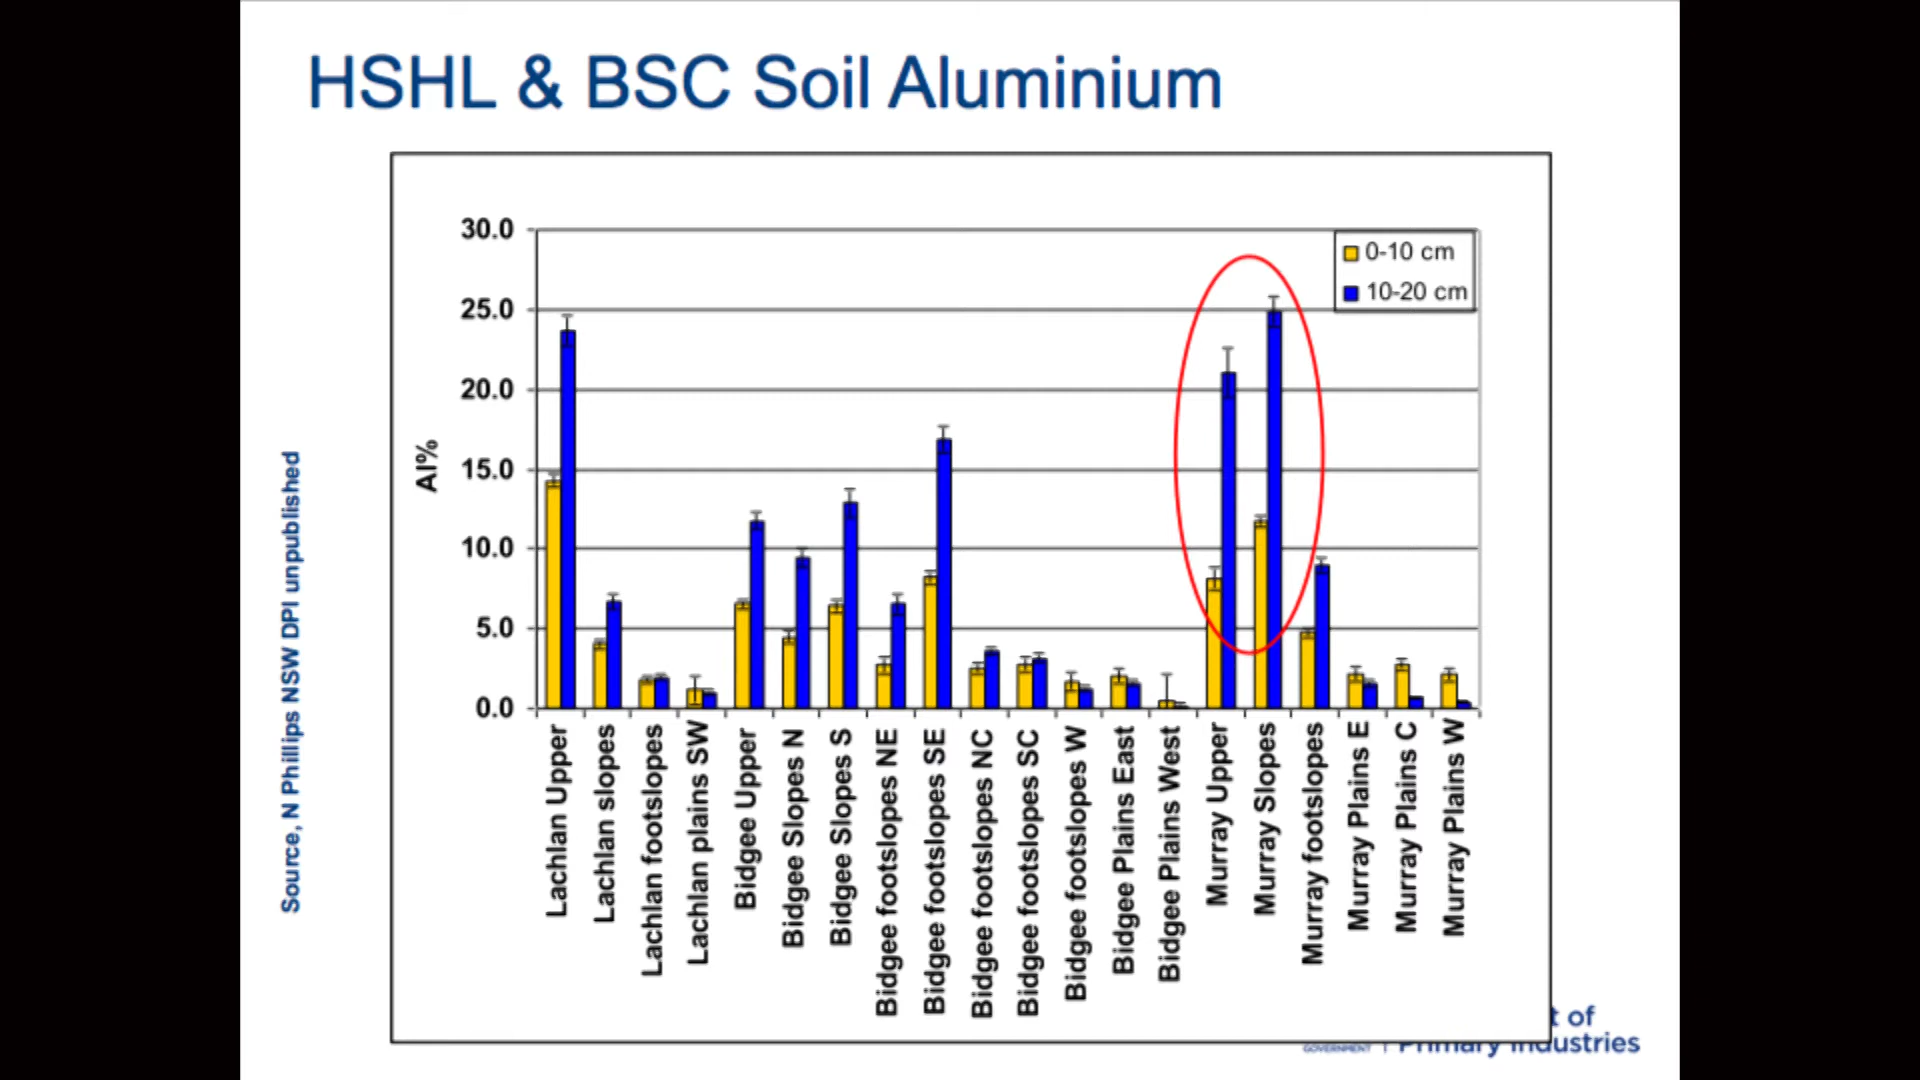 HSHL & BSC Soil Aluminium
Source, N Phillips NSW DPI unpublished
Al%
30.0
25.0
20.0
15.0
10.0
5.0
0.0
0-10 cm
10-20 cm
Lachlan Upper
Lachlan slopes
Lachlan footslopes
Lachlan plains SW
Bidgee Upper
Bidgee Slopes N
Bidgee Slopes S
Bidgee footslopes NE
Bidgee footslopes SE
Bidgee footslopes NC
Bidgee footslopes SC
Bidgee footslopes W
Bidgee Plains East
Bidgee Plains West
Murray Upper
Murray Slopes
Murray footslopes
Murray Plains E
Murray Plains C
Murray Plains W
t of
GOVERNMENT Primary Industries